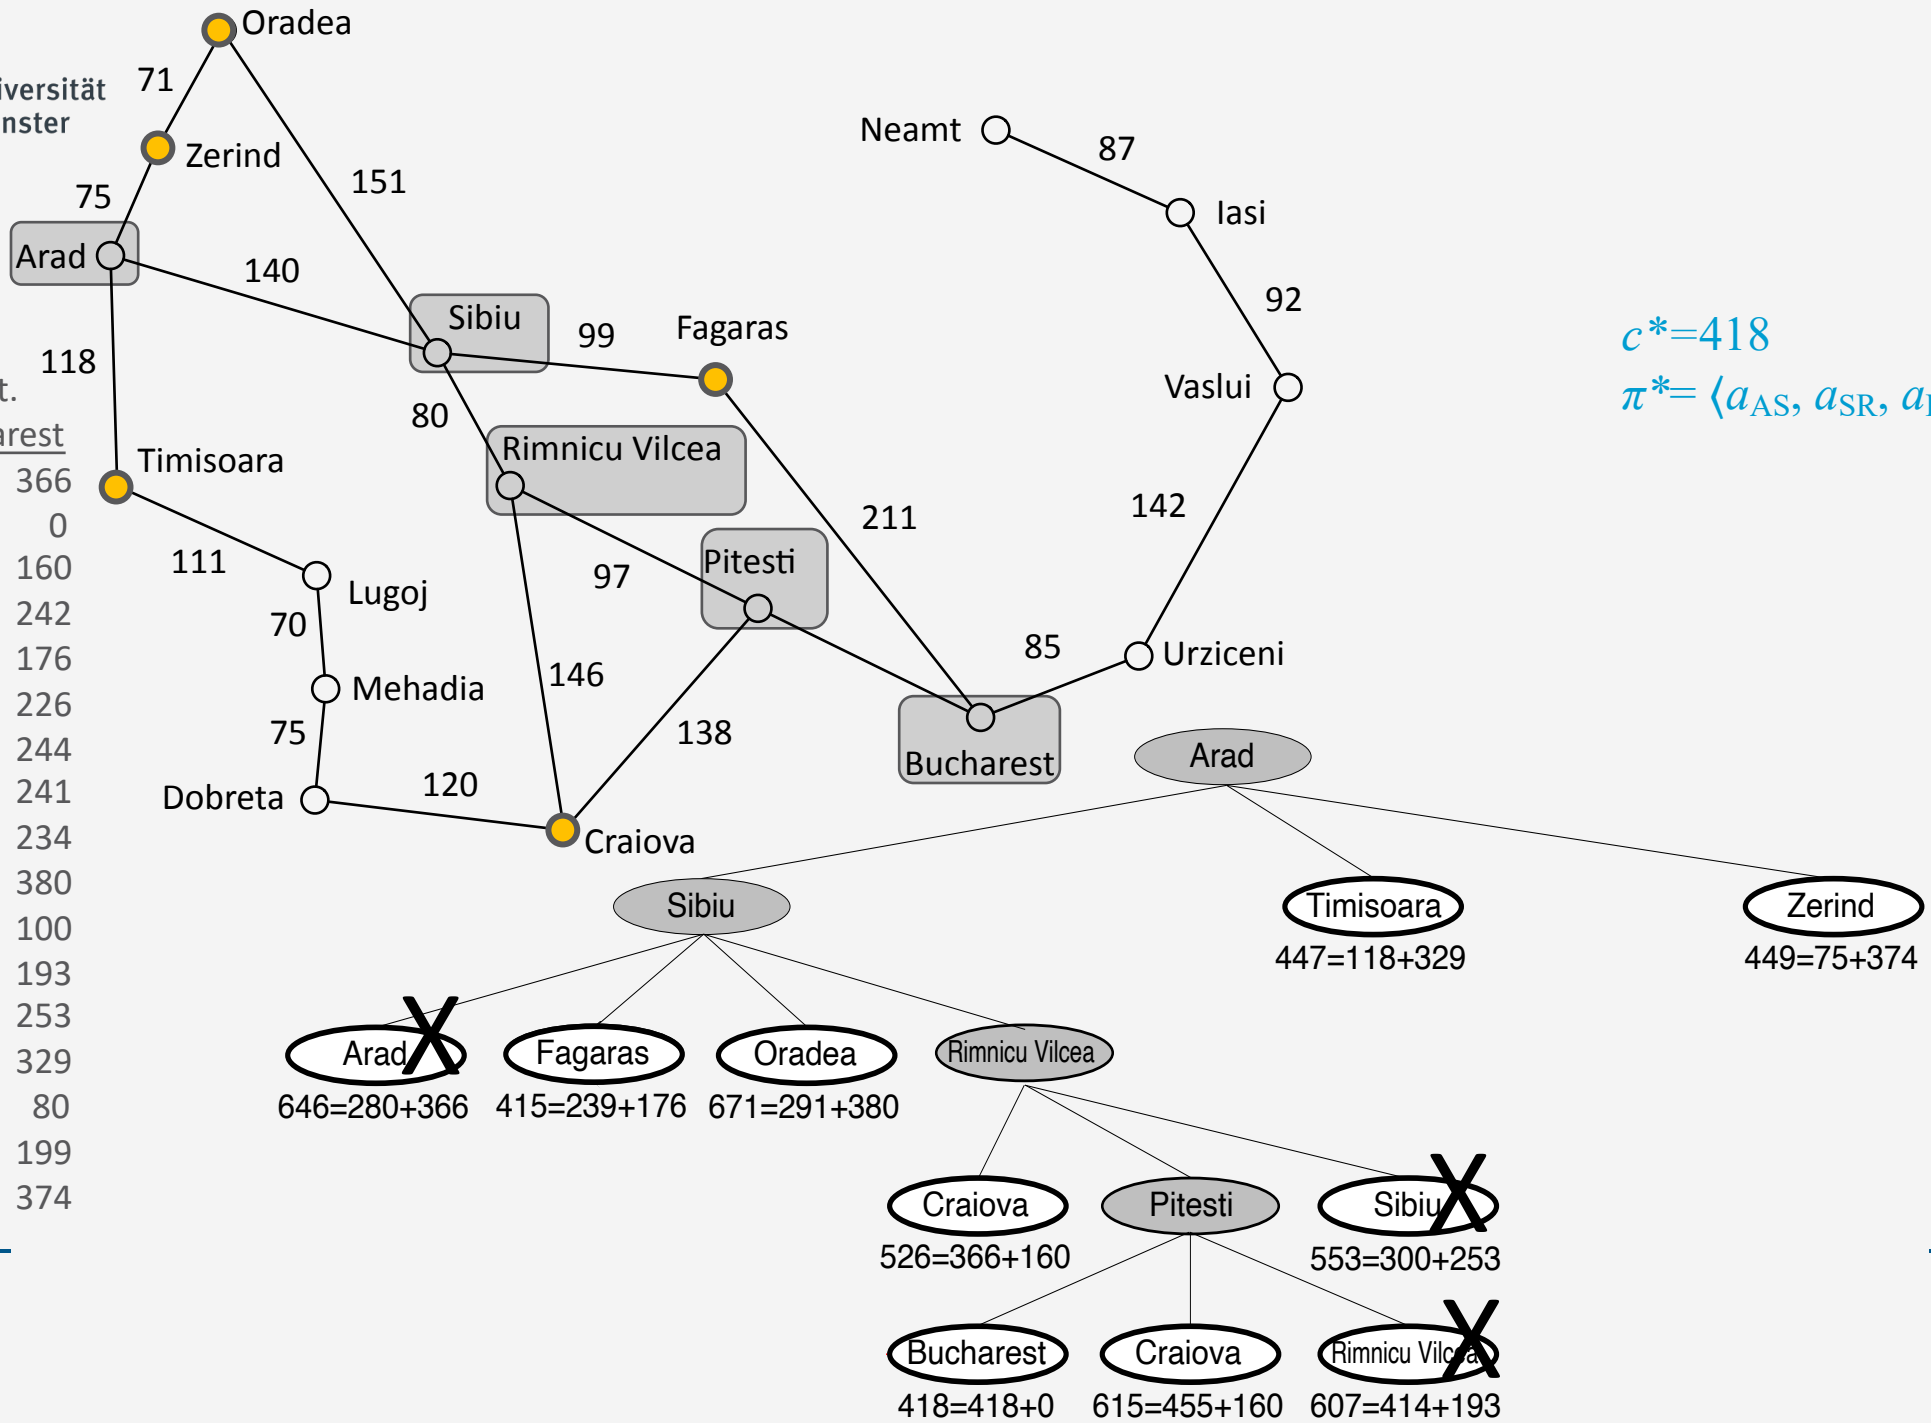 Oradea
71
Zerind
75
151
Arad
140
118
Sibiu
99
Fagaras
80
Rimnicu Vilcea
Timisoara
111
Lugoj
70
Mehadia
75
Dobreta
120
Craiova
146
97
138
Pitesti
211
Bucharest
85
Urziceni
142
Vaslui
92
Iasi
87
Neamt
c*=418
π*= ⟨aAS, aSR, a
t.
366
0
160
242
176
226
244
241
234
380
100
193
253
329
80
199
374
Arad
Sibiu
Timisoara
447=118+329
Zerind
449=75+374
Arad X
646=280+366
Fagaras
415=239+176
Oradea
671=291+380
Rimnicu Vilcea
Craiova
526=366+160
Pitesti
Sibiu X
553=300+253
Bucharest
418=418+0
Craiova
615=455+160
Rimnicu Vilcea X
607=414+193